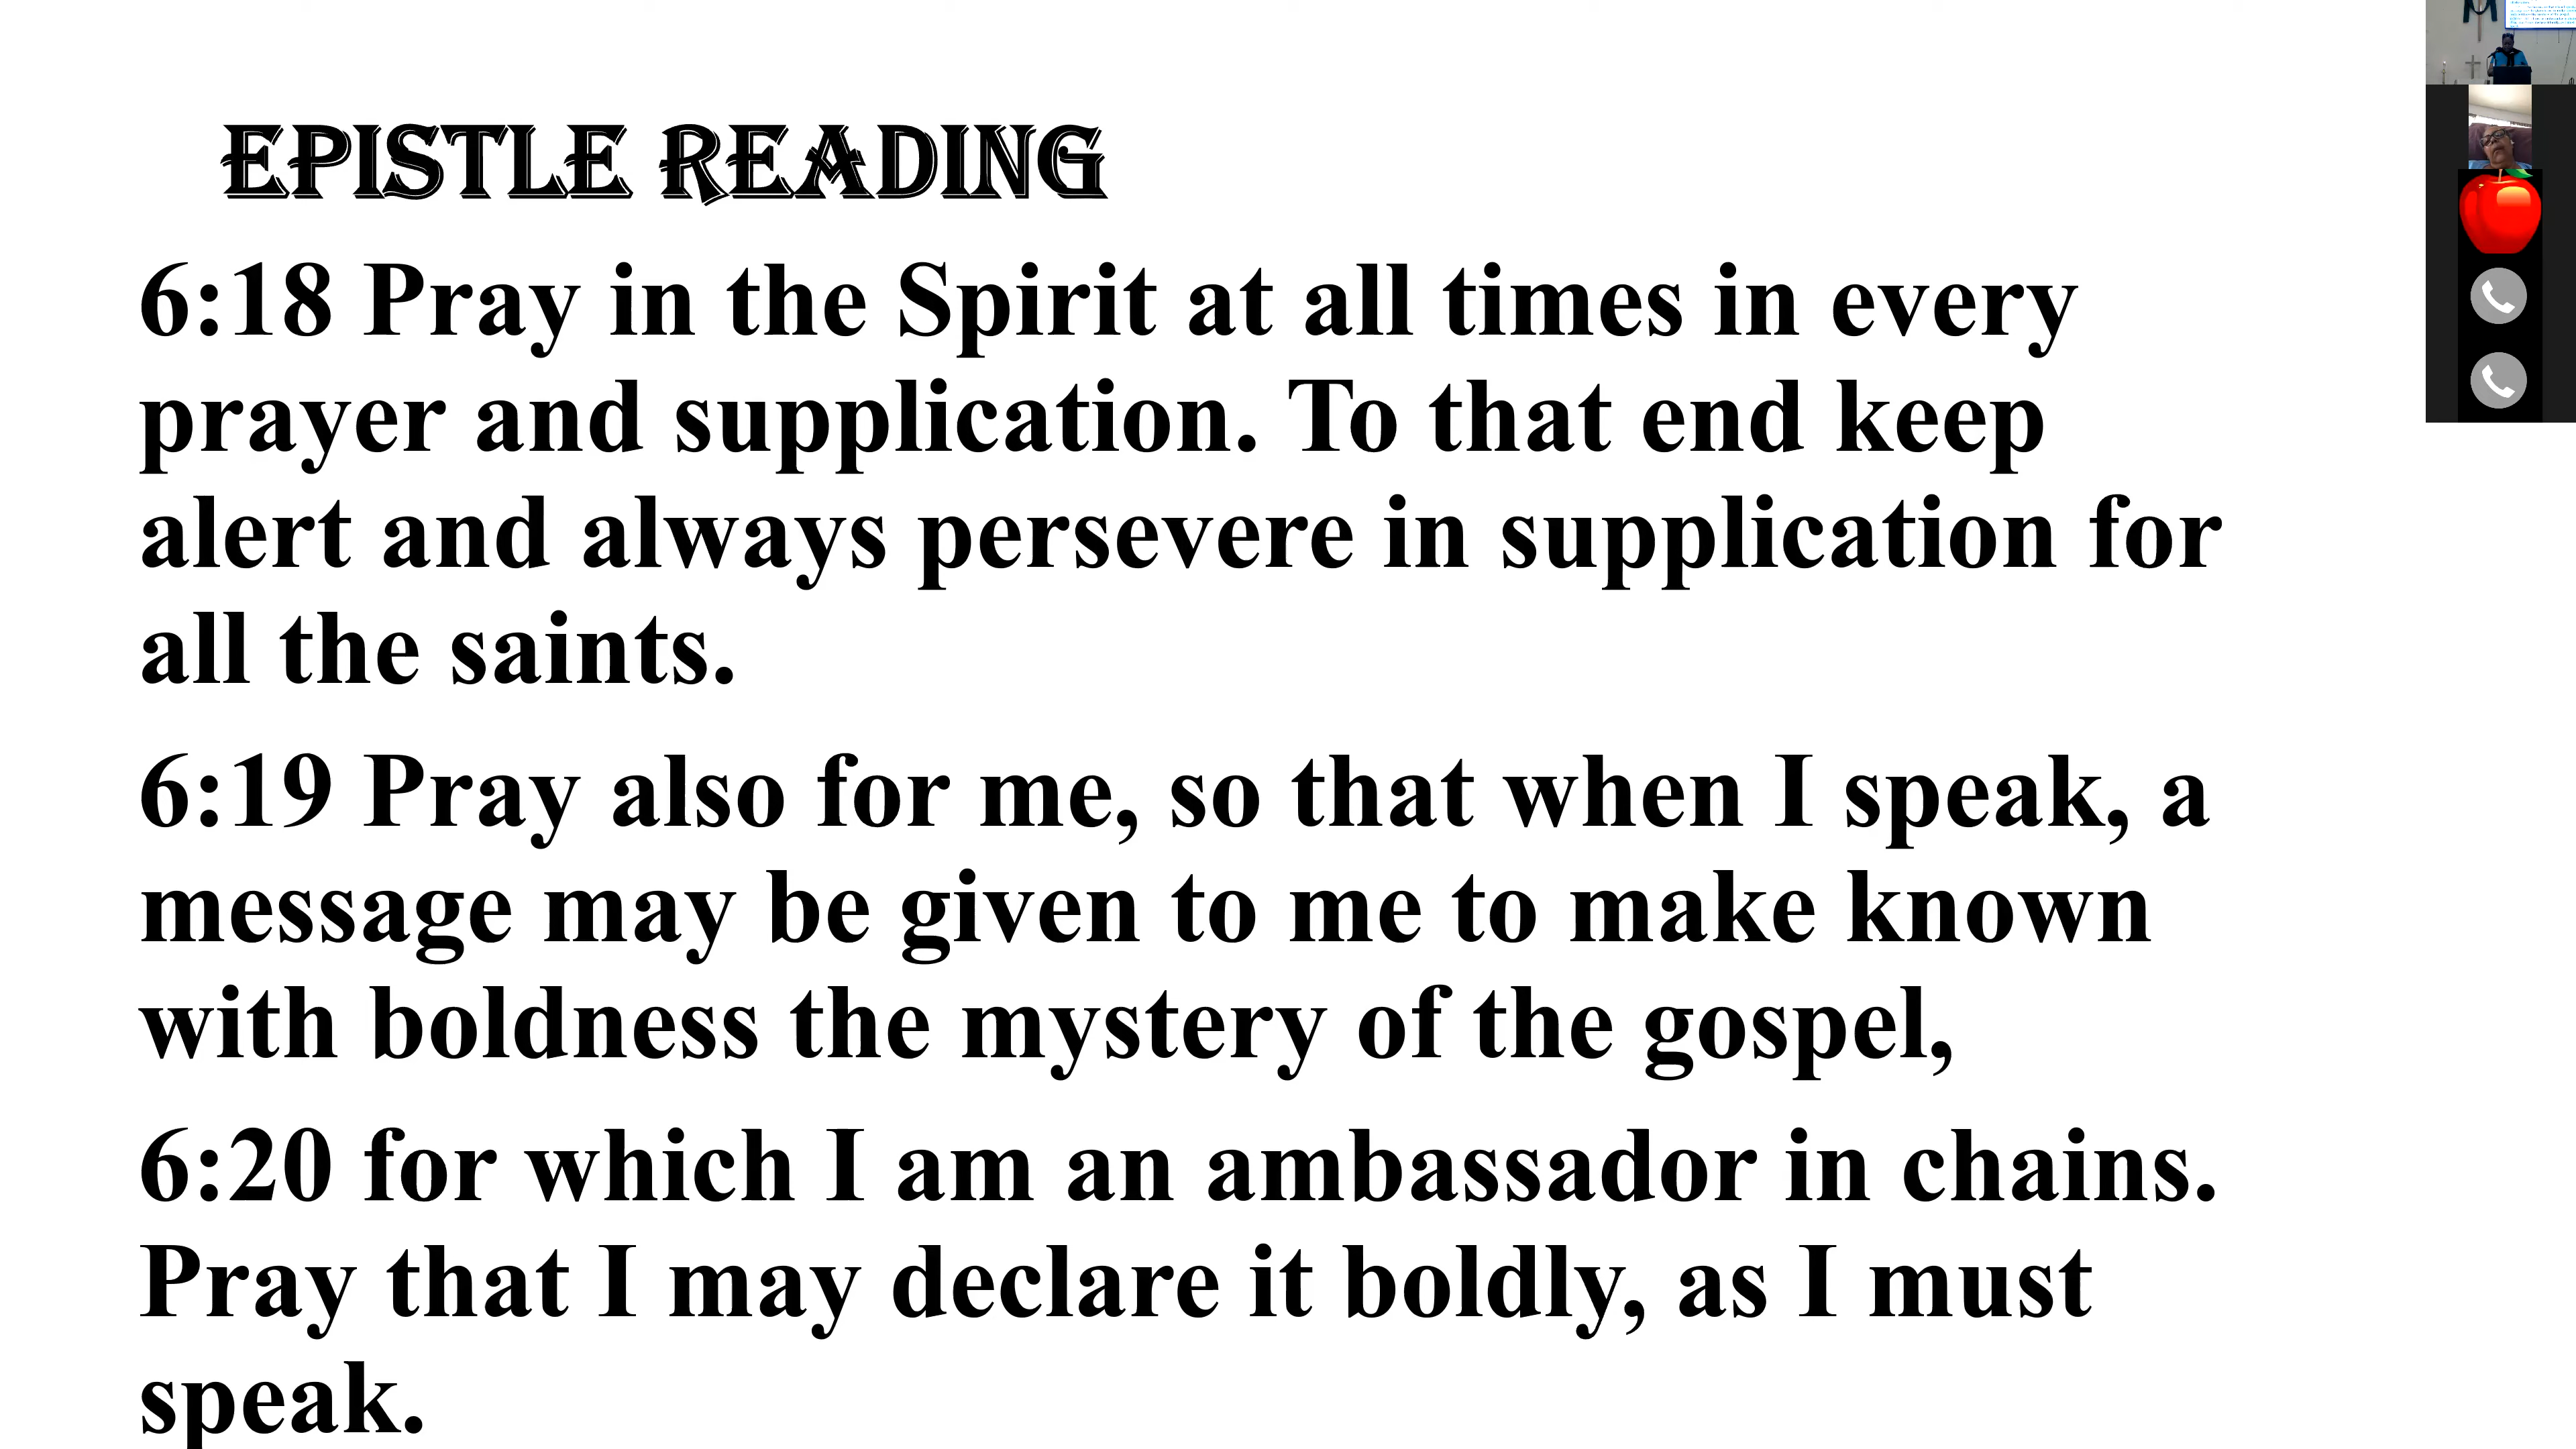 EPISTLE READING
6:18 Pray in the Spirit at all times in every
prayer and supplication. To that end keep
alert and always persevere in supplication for
all the saints.
6:19 Pray also for me, so that when I speak, a
message may be given to me to make known
with boldness the mystery of the gospel,
6:20 for which I am an ambassador in chains.
Pray that I may declare it boldly, as I must
speak.